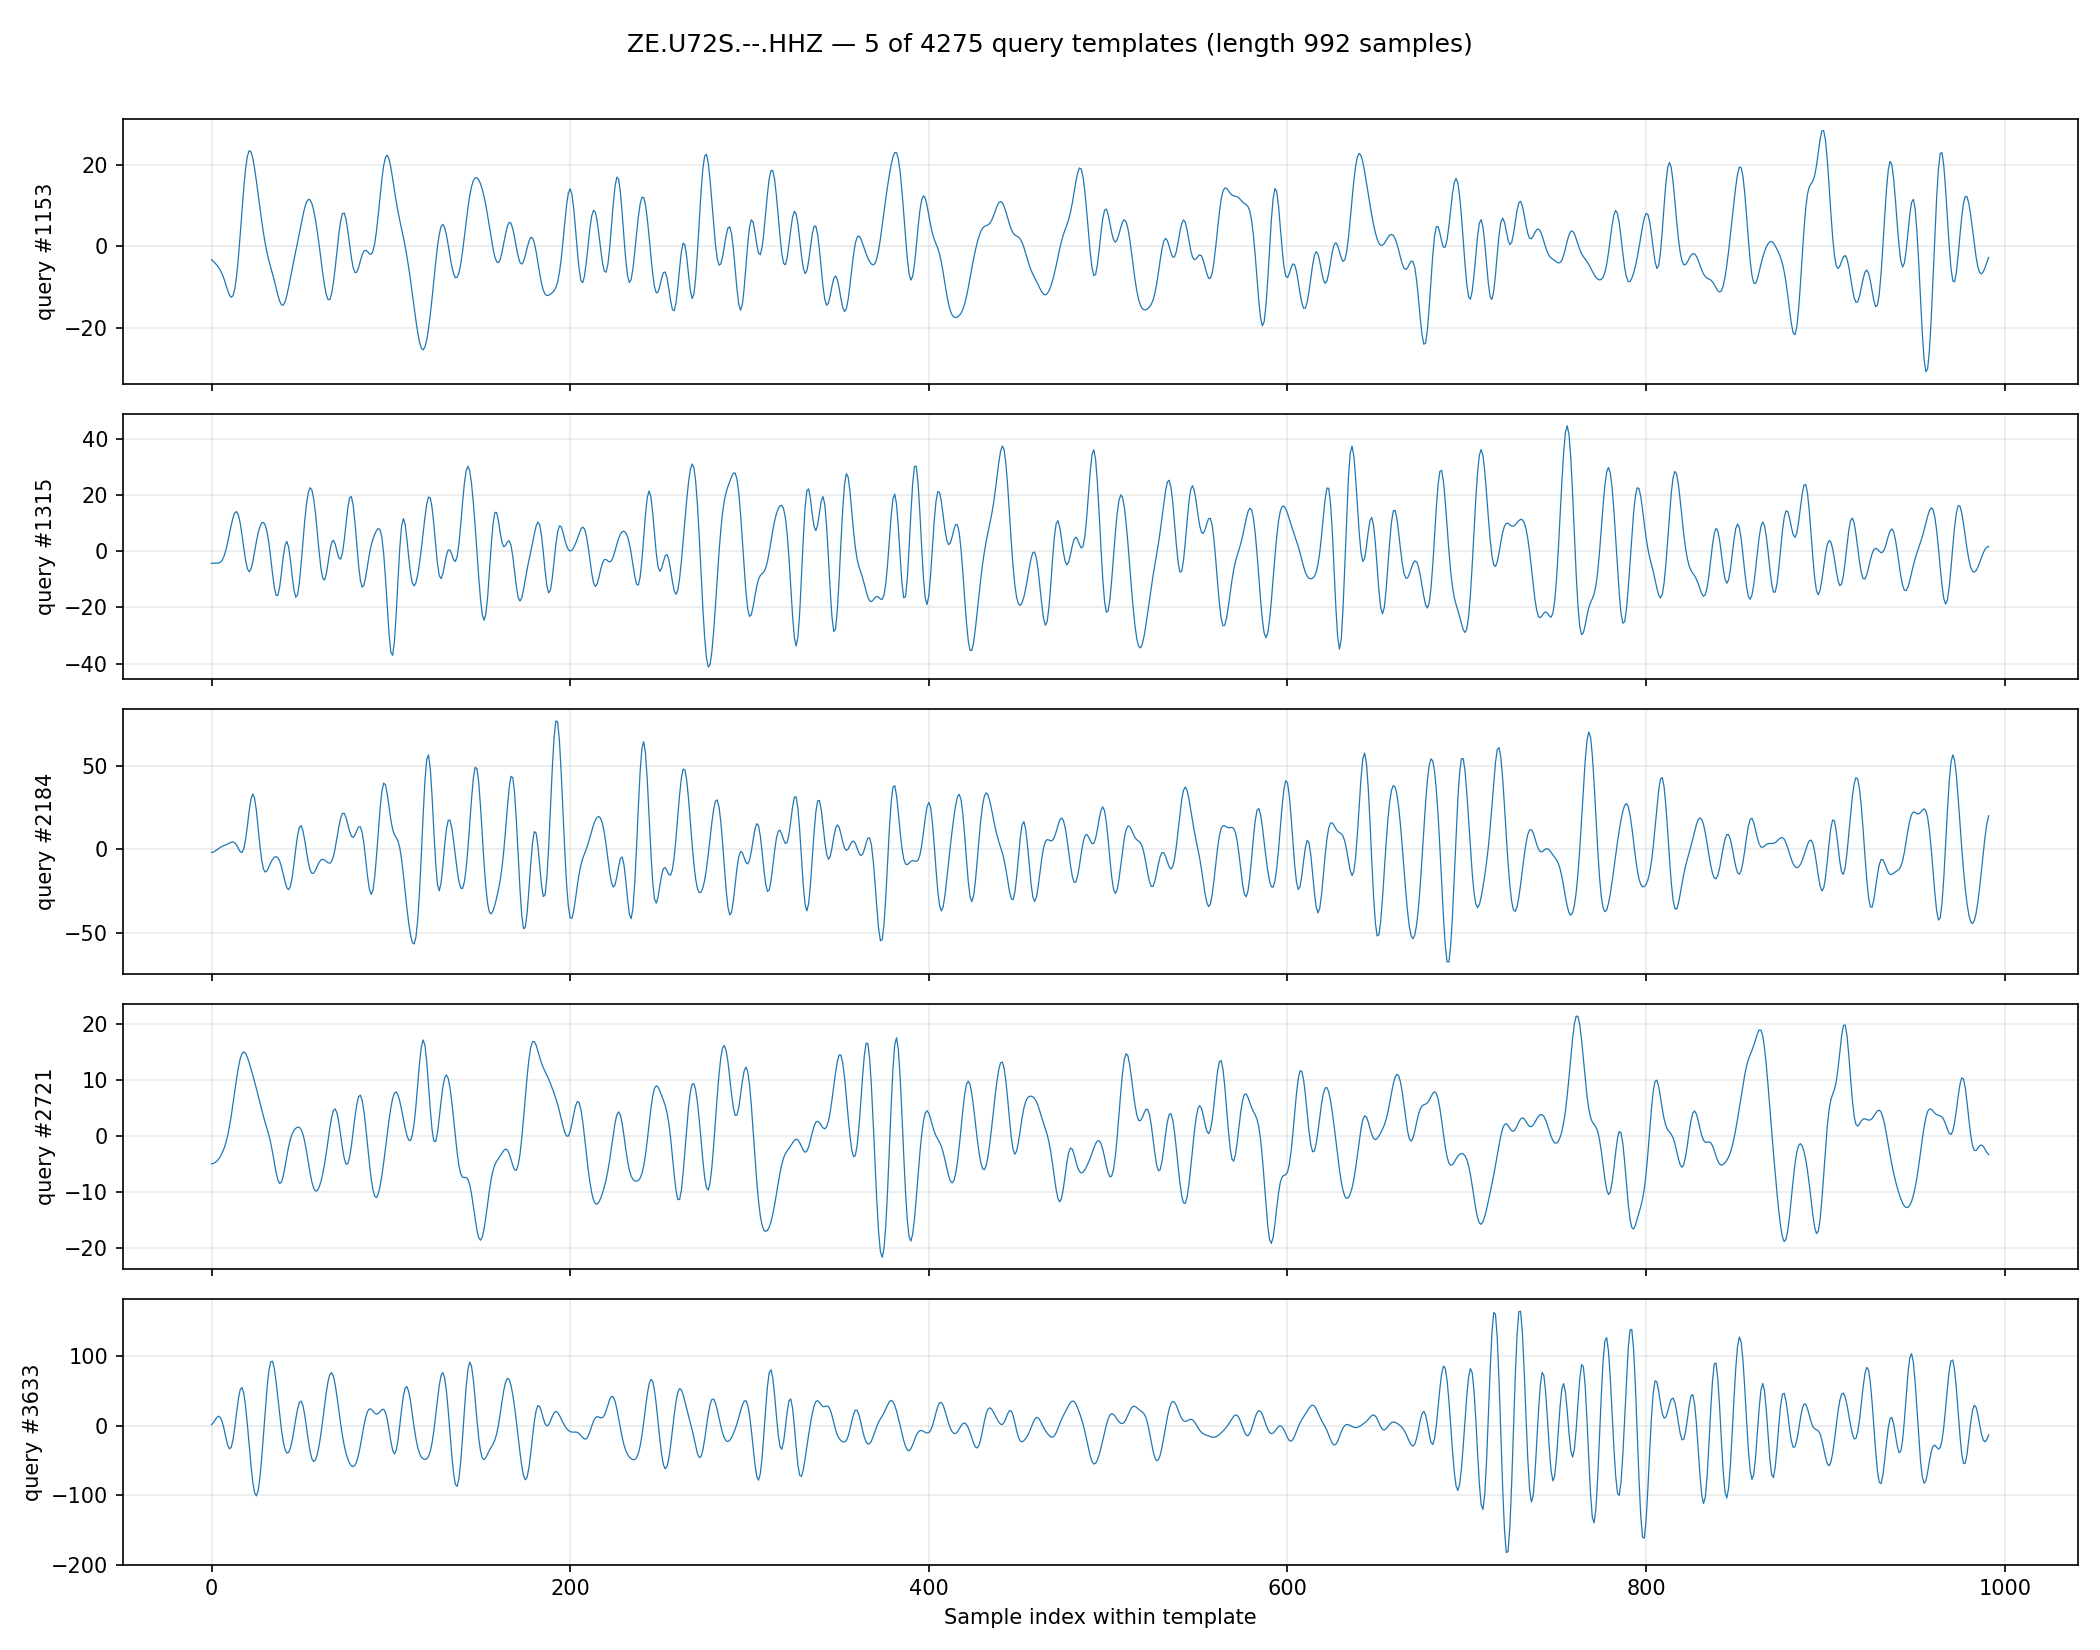 ZE.U72S.--.HHZ — 5 of 4275 query templates (length 992 samples)
20
0
−20
query #1153
40
20
0
−20
−40
query #1315
50
0
−50
query #2184
20
10
0
−10
−20
query #2721
100
0
−100
−200
query #3633
0 200 400 600 800 1000
Sample index within template